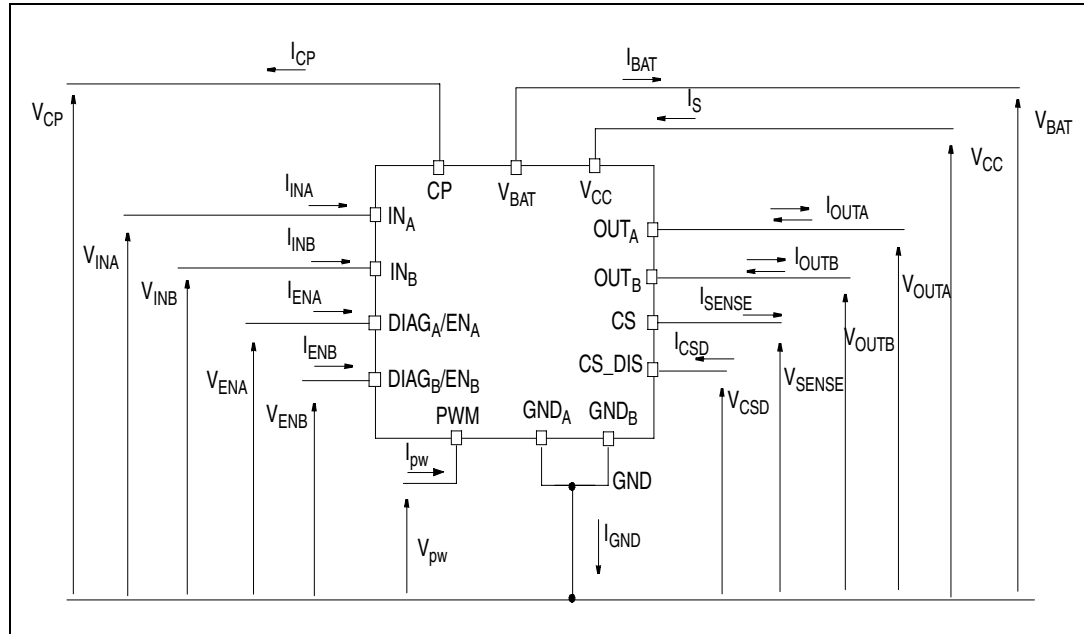 I_CP
I_BAT
I_S
V_CP
V_BAT
V_CC
CP
V_BAT
V_CC
I_INA
IN_A
I_OUTA
OUT_A
V_INA
I_INB
IN_B
I_OUTB
OUT_B
V_INB
V_OUTA
I_ENA
DIAG_A/EN_A
I_SENSE
CS
V_OUTB
I_ENB
DIAG_B/EN_B
I_CSD
CS_DIS
V_ENA
V_SENSE
V_CSD
V_ENB
PWM
GND_A
GND_B
I_pw
GND
V_pw
I_GND